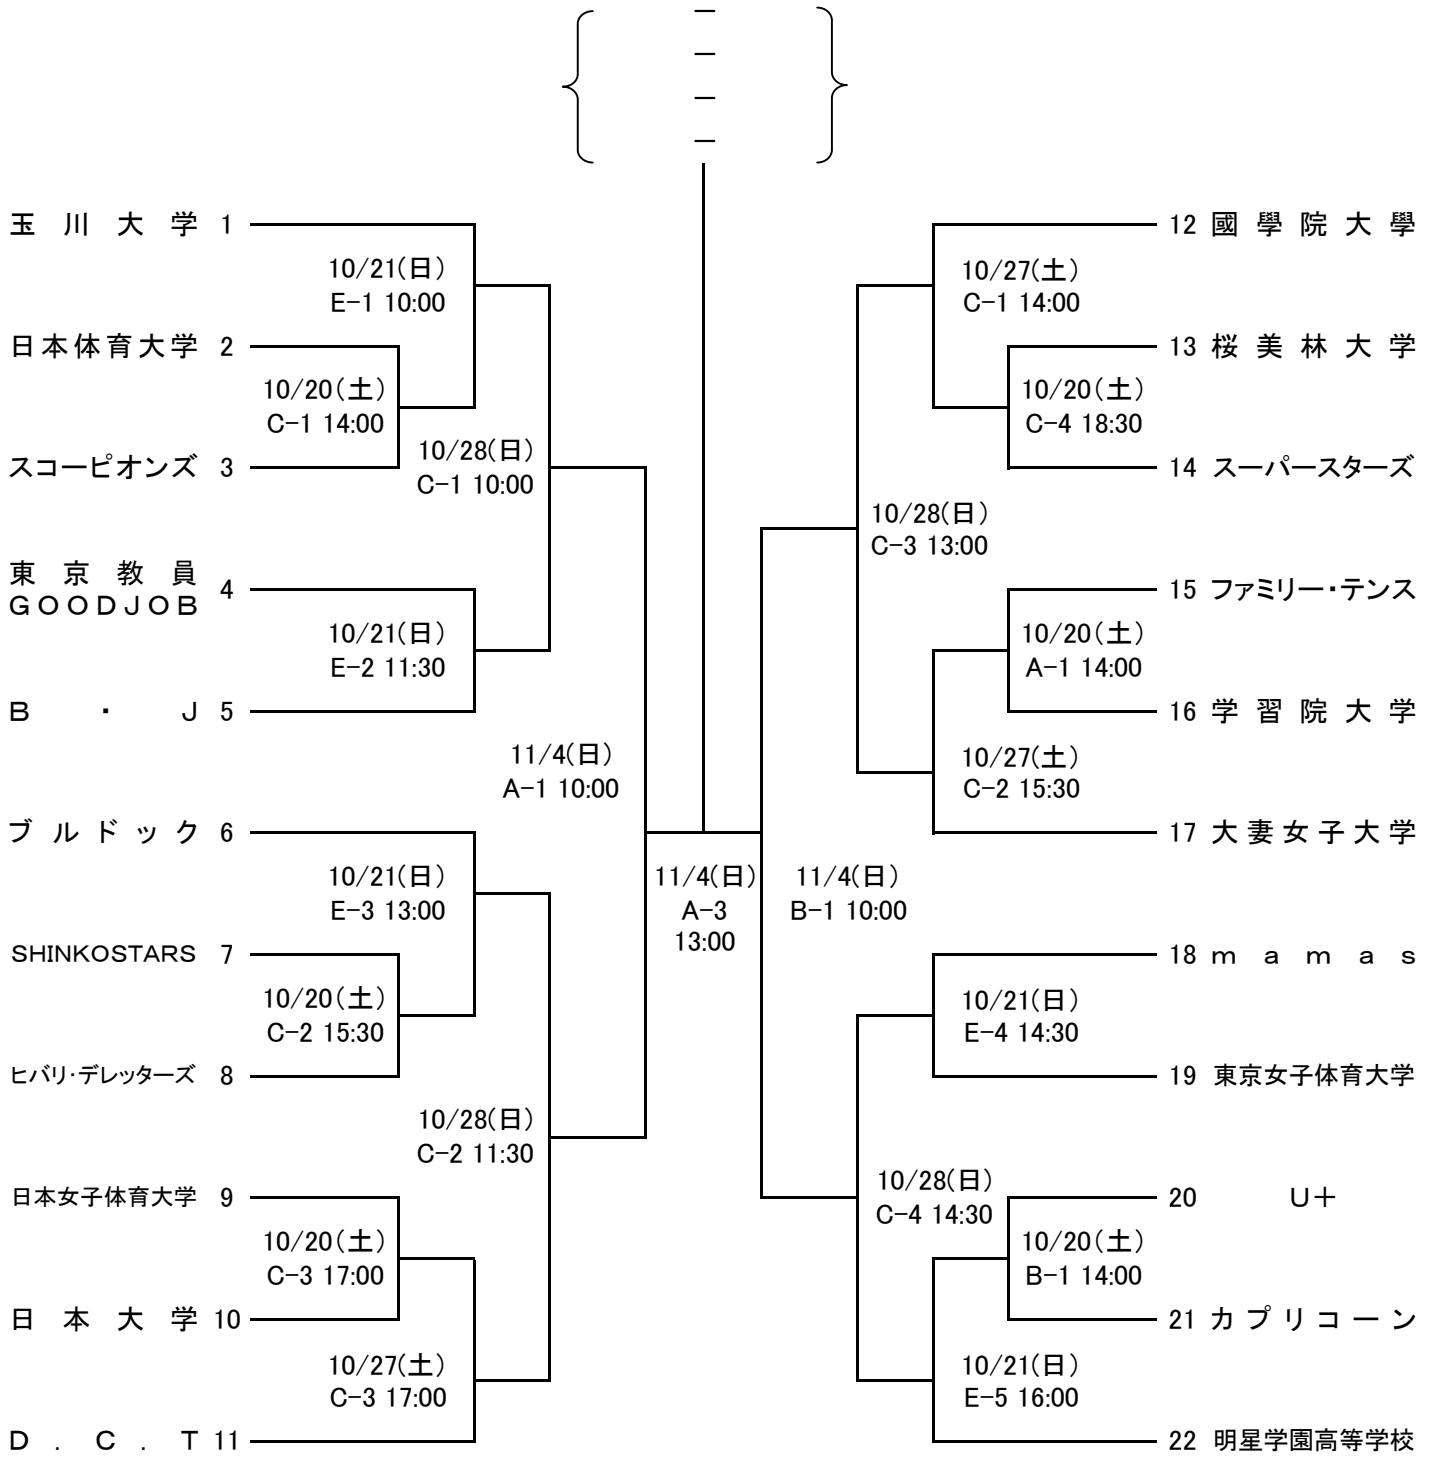 —
—
—
—
玉川大学 1
10/21(日)
E-1 10:00
日本体育大学 2
10/20(土)
C-1 14:00
スコーピオンズ 3
10/28(日)
C-1 10:00
東京教員
GOODJOB 4
10/21(日)
E-2 11:30
B・J 5
11/4(日)
A-1 10:00
ブルドック 6
10/21(日)
E-3 13:00
SHINKOSTARS 7
10/20(土)
C-2 15:30
ヒバリ・デレッターズ 8
10/28(日)
C-2 11:30
日本女子体育大学 9
10/20(土)
C-3 17:00
日本大学 10
10/27(土)
C-3 17:00
D.C.T 11
11/4(日)
A-3
13:00
12 國學院大學
10/27(土)
C-1 14:00
13 桜美林大学
10/20(土)
C-4 18:30
14 スーパースターズ
10/28(日)
C-3 13:00
15 ファミリー・テンス
10/20(土)
A-1 14:00
16 学習院大学
10/27(土)
C-2 15:30
17 大妻女子大学
11/4(日)
B-1 10:00
18 mamas
10/21(日)
E-4 14:30
19 東京女子体育大学
10/28(日)
C-4 14:30
20 U+
10/20(土)
B-1 14:00
21 カプリコーン
10/21(日)
E-5 16:00
22 明星学園高等学校